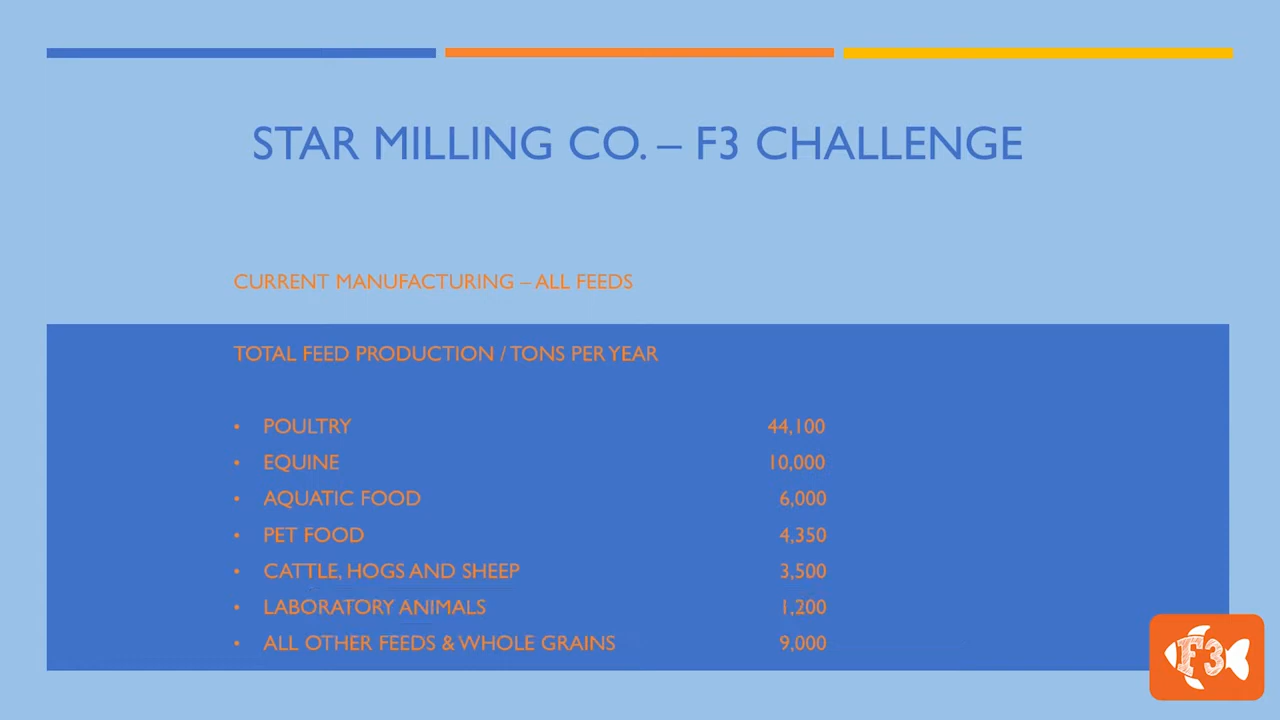 STAR MILLING CO. – F3 CHALLENGE
CURRENT MANUFACTURING – ALL FEEDS
TOTAL FEED PRODUCTION / TONS PER YEAR
• POULTRY 44,100
• EQUINE 10,000
• AQUATIC FOOD 6,000
• PET FOOD 4,350
• CATTLE, HOGS AND SHEEP 3,500
• LABORATORY ANIMALS 1,200
• ALL OTHER FEEDS & WHOLE GRAINS 9,000
F3